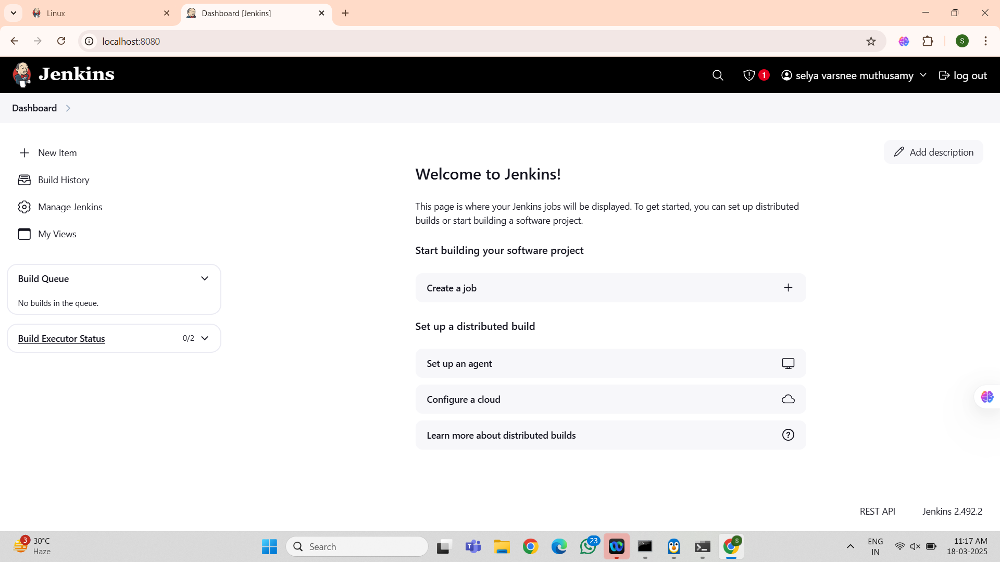 Linux
Dashboard [Jenkins]
localhost:8080
S
Jenkins
1
selya varsnee muthusamy
log out
Dashboard
New Item
Add description
Welcome to Jenkins!
Build History
This page is where your Jenkins jobs will be displayed. To get started, you can set up distributed
builds or start building a software project.
Manage Jenkins
My Views
Start building your software project
Build Queue
No builds in the queue.
Create a job
Build Executor Status
0/2
Set up a distributed build
Set up an agent
Configure a cloud
Learn more about distributed builds
REST API
Jenkins 2.492.2
3
30°C
Haze
Search
23
S
ENG
IN
11:17 AM
18-03-2025